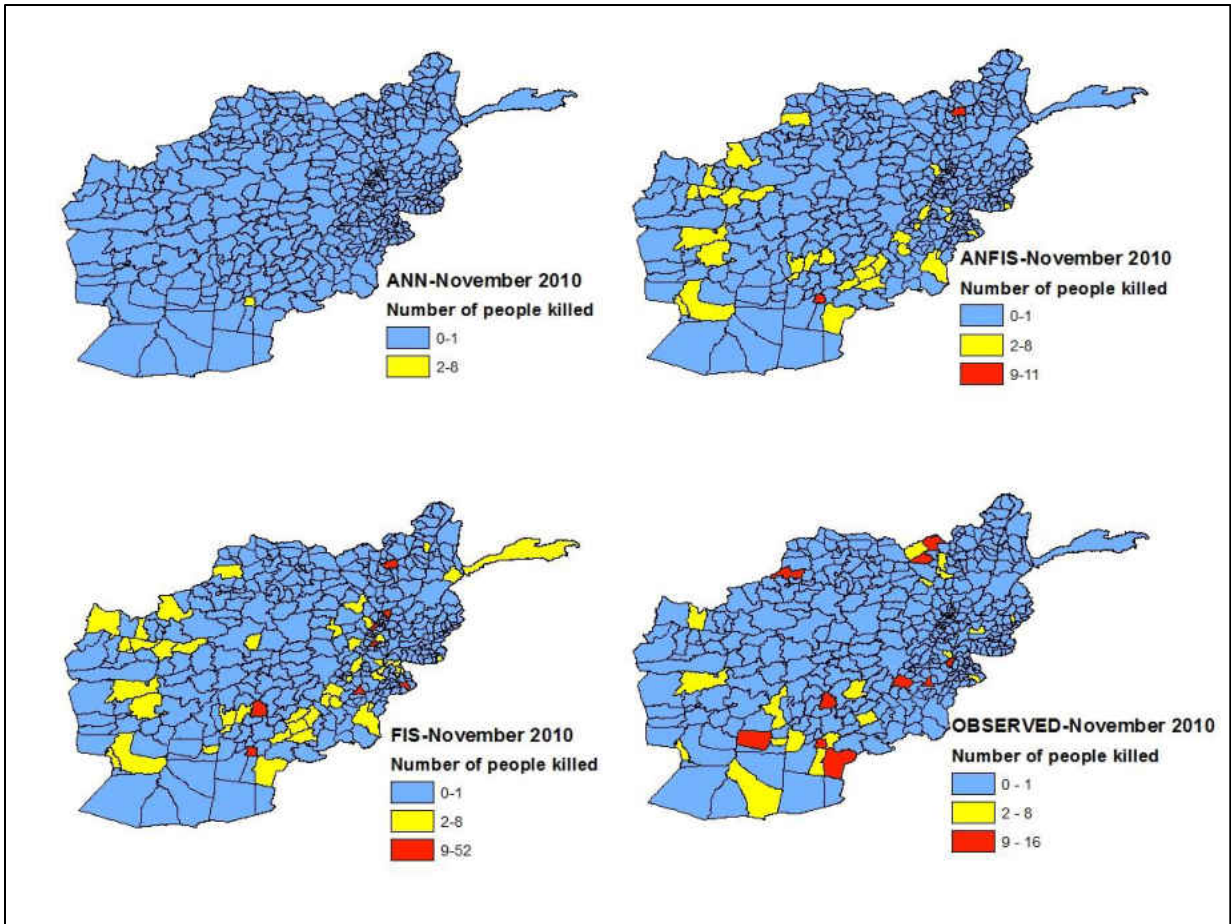 ANN-November 2010
Number of people killed
0-1
2-8
ANFIS-November 2010
Number of people killed
0-1
2-8
9-11
FIS-November 2010
Number of people killed
0-1
2-8
9-52
OBSERVED-November 2010
Number of people killed
0 - 1
2 - 8
9 - 16